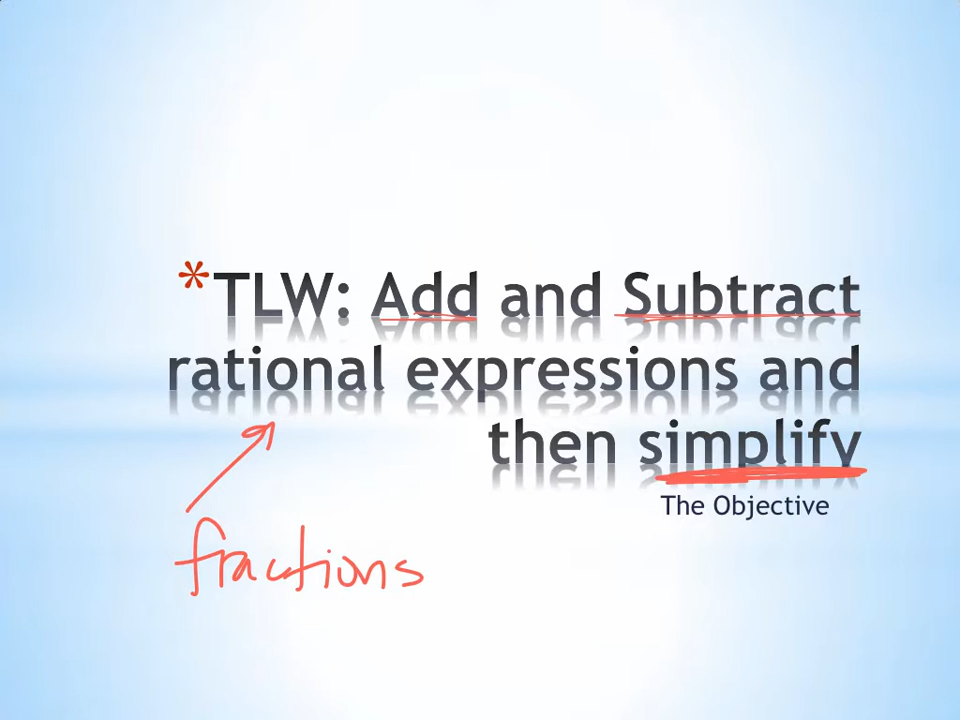 *TLW: Add and Subtract
rational expressions and
then simplify
The Objective
fractions